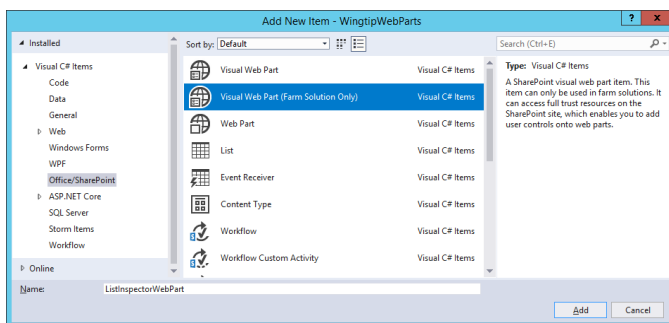 Add New Item - WingtipWebParts
? x
Installed
Sort by: Default
Search (Ctrl+E)
Visual C# Items
Code
Data
General
Web
Windows Forms
WPF
Office/SharePoint
ASP.NET Core
SQL Server
Storm Items
Workflow
Online
Visual Web Part Visual C# Items
Visual Web Part (Farm Solution Only) Visual C# Items
Web Part Visual C# Items
List Visual C# Items
Event Receiver Visual C# Items
Content Type Visual C# Items
Workflow Visual C# Items
Workflow Custom Activity Visual C# Items
Type: Visual C# Items
A SharePoint visual web part item. This
item can only be used in farm solutions. It
can access full trust resources on the
SharePoint site, which enables you to add
user controls onto web parts.
Name: ListInspectorWebPart
Add Cancel